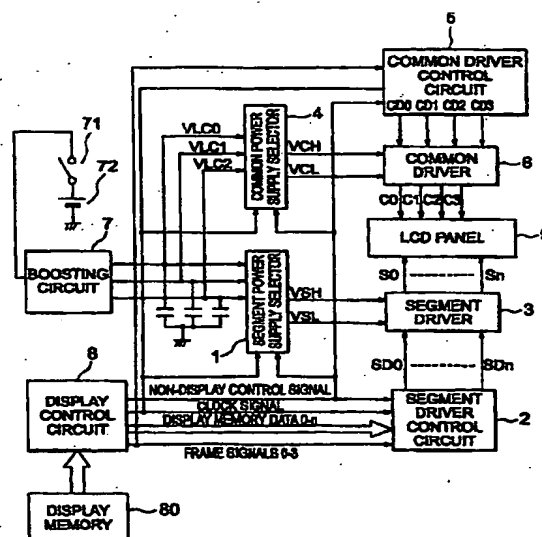 5
COMMON DRIVER
CONTROL
CIRCUIT
CD0 CD1 CD2 CD3
4
71
VLC0
VLC1
VLC2
COMMON POWER
SUPPLY SELECTOR
VCH
VCL
COMMON
DRIVER
6
72
C0 C1 C2 C3
7
LCD PANEL
BOOSTING
CIRCUIT
S0 Sn
SEGMENT POWER
SUPPLY SELECTOR
VSH
VSL
SEGMENT
DRIVER
3
1
SD0 SDn
8
NON-DISPLAY CONTROL SIGNAL
CLOCK SIGNAL
DISPLAY MEMORY DATA 0-n
FRAME SIGNALS 0-3
DISPLAY
CONTROL
CIRCUIT
SEGMENT
DRIVER
CONTROL
CIRCUIT
2
DISPLAY
MEMORY
80